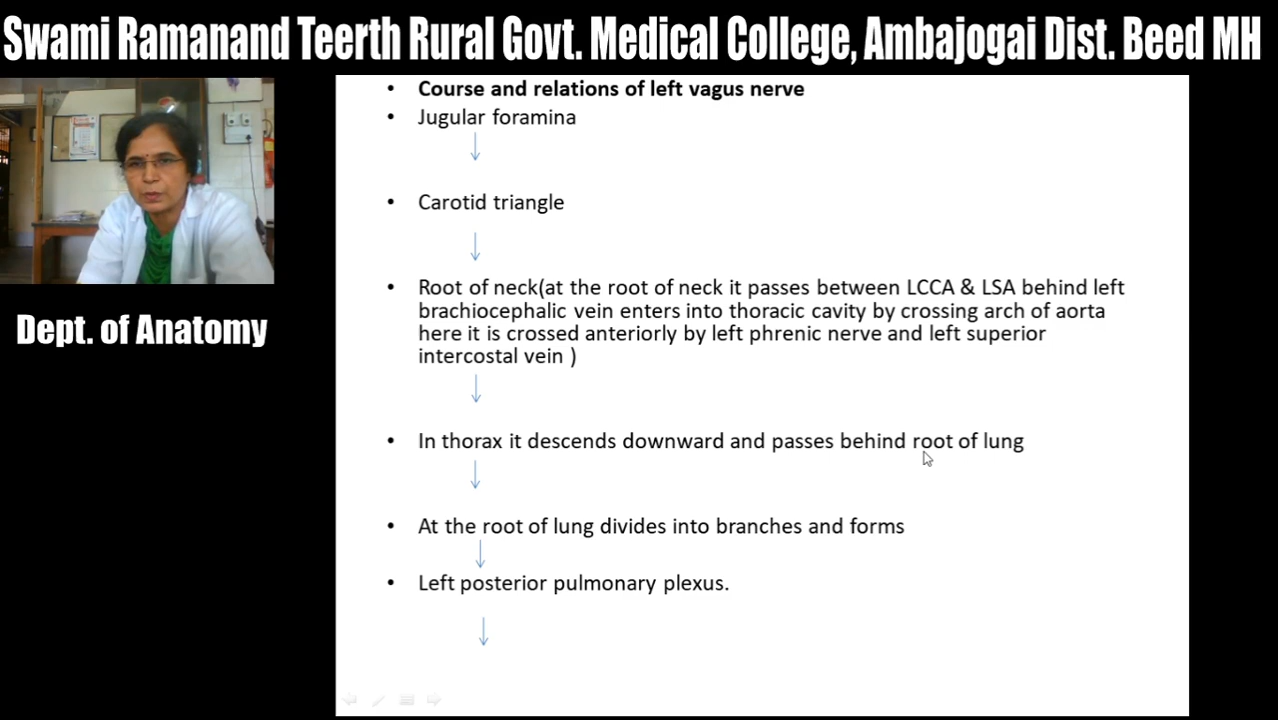 Swami Ramanand Teerth Rural Govt. Medical College, Ambajogai Dist. Beed MH
Dept. of Anatomy
• Course and relations of left vagus nerve
• Jugular foramina
• Carotid triangle
• Root of neck(at the root of neck it passes between LCCA & LSA behind left
brachiocephalic vein enters into thoracic cavity by crossing arch of aorta
here it is crossed anteriorly by left phrenic nerve and left superior
intercostal vein )
• In thorax it descends downward and passes behind root of lung
• At the root of lung divides into branches and forms
• Left posterior pulmonary plexus.